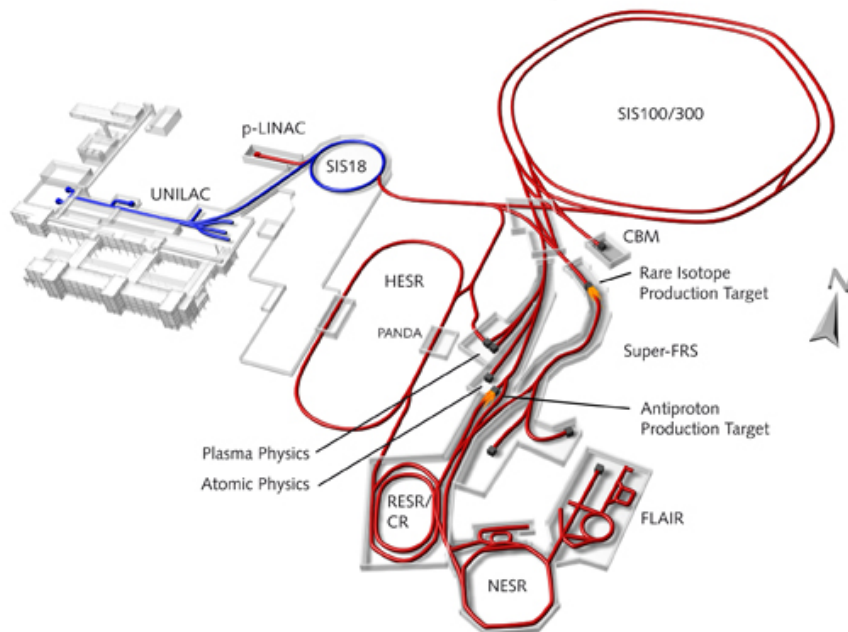 SIS100/300
p-LINAC
SIS18
UNILAC
CBM
HESR
Rare Isotope
Production Target
N
PANDA
Super-FRS
Antiproton
Production Target
Plasma Physics
Atomic Physics
RESR/
CR
FLAIR
NESR